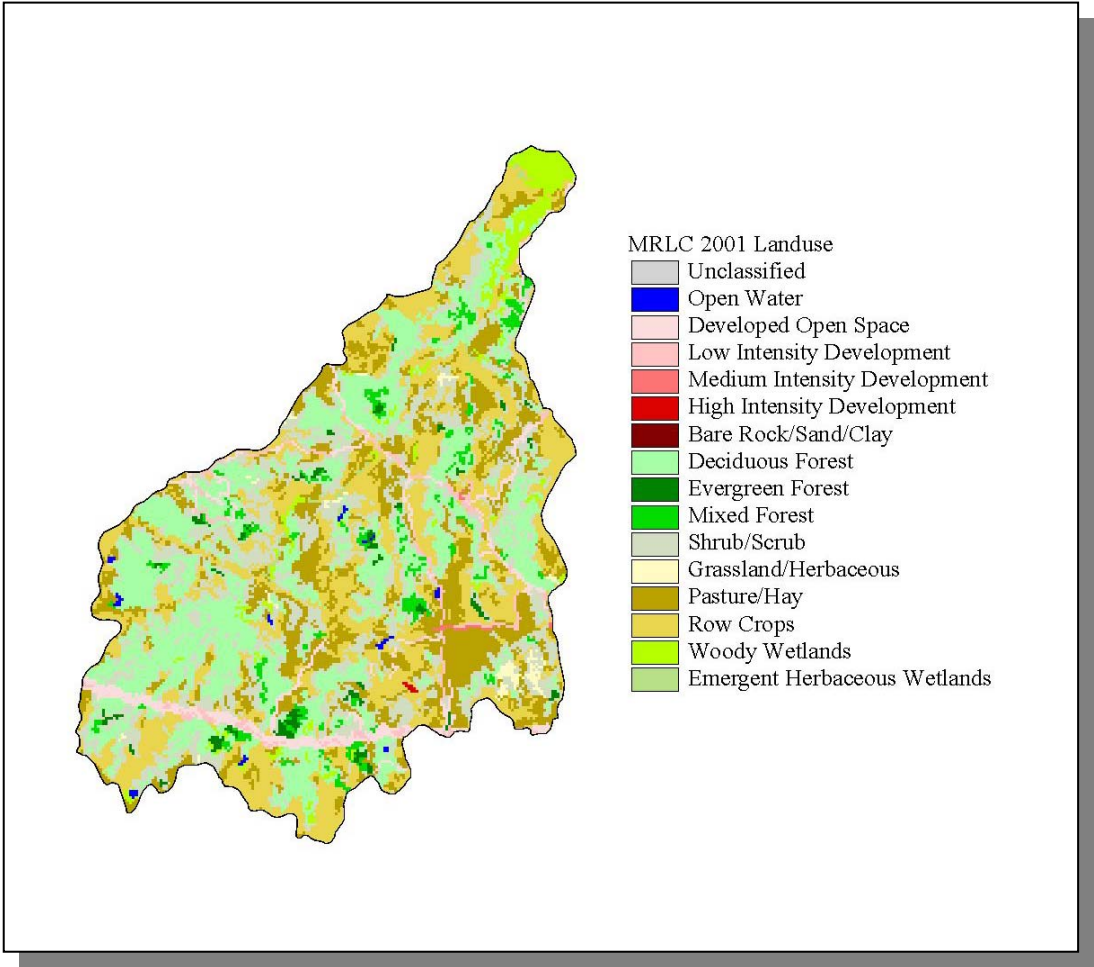 MRLC 2001 Landuse
Unclassified
Open Water
Developed Open Space
Low Intensity Development
Medium Intensity Development
High Intensity Development
Bare Rock/Sand/Clay
Deciduous Forest
Evergreen Forest
Mixed Forest
Shrub/Scrub
Grassland/Herbaceous
Pasture/Hay
Row Crops
Woody Wetlands
Emergent Herbaceous Wetlands